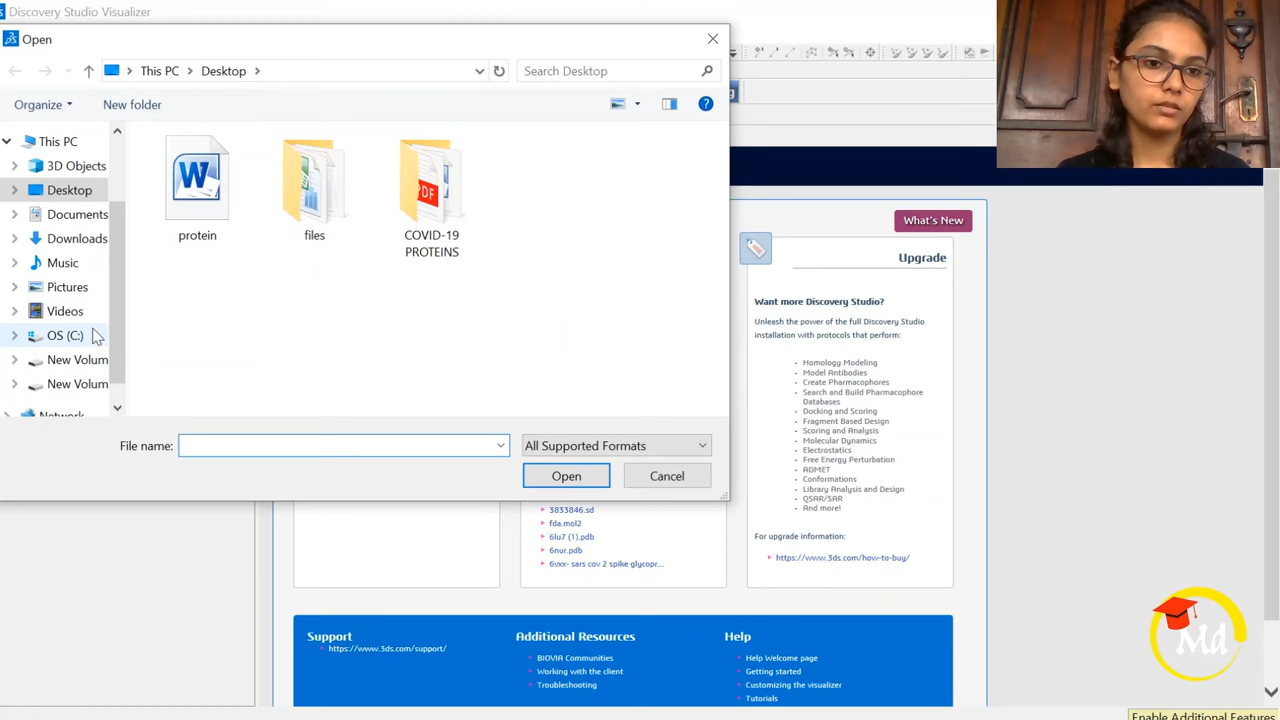 Discovery Studio Visualizer
Open
This PC
Desktop
Search Desktop
Organize
New folder
This PC
3D Objects
Desktop
Documents
Downloads
Music
Pictures
Videos
OS (C:)
New Volum
New Volum
Network
protein
files
PDF
COVID-19
PROTEINS
File name:
All Supported Formats
Open
Cancel
What's New
Upgrade
Want more Discovery Studio?
Unleash the power of the full Discovery Studio
installation with protocols that perform:
- Homology Modeling
- Model Antibodies
- Create Pharmacophores
- Search and Build Pharmacophore
Databases
- Docking and Scoring
- Fragment Based Design
- Scoring and Analysis
- Molecular Dynamics
- Electrostatics
- Free Energy Perturbation
- ADMET
- Conformations
- Library Analysis and Design
- QSAR/SAR
- And more!
For upgrade information:
https://www.3ds.com/how-to-buy/
3833846.sd
fda.mol2
6lu7 (1).pdb
6nur.pdb
6vxx- sars cov 2 spike glycopr...
Support
https://www.3ds.com/support/
Additional Resources
BIOVIA Communities
Working with the client
Troubleshooting
Help
Help Welcome page
Getting started
Customizing the visualizer
Tutorials
Md
Enable Additional Features